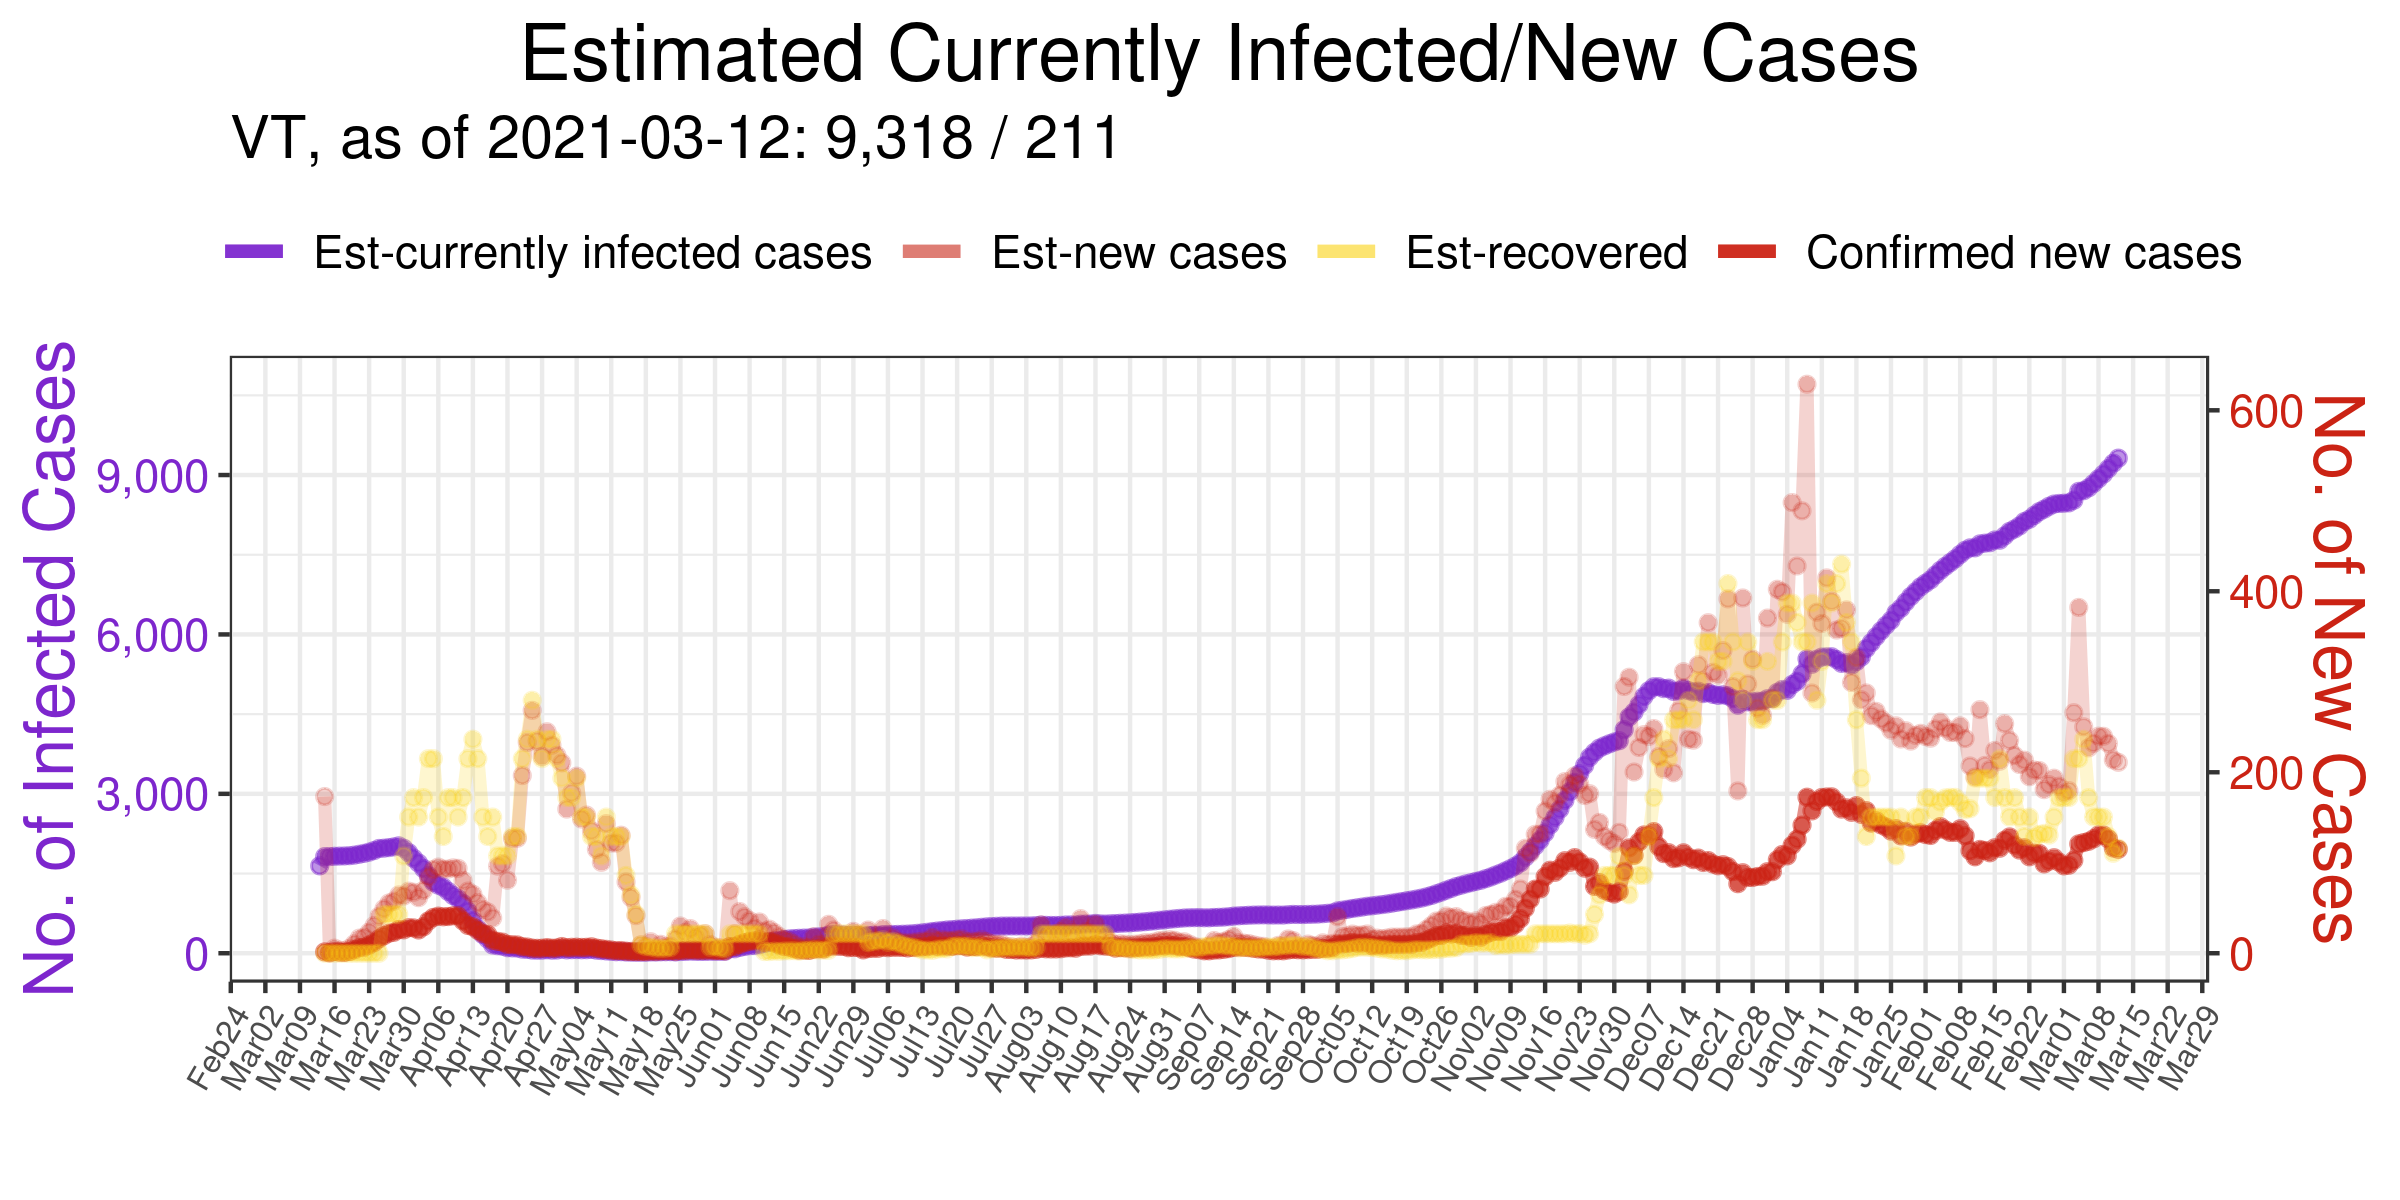 Estimated Currently Infected/New Cases
VT, as of 2021-03-12: 9,318 / 211
Est-currently infected cases Est-new cases Est-recovered Confirmed new cases
No. of Infected Cases
9,000
6,000
3,000
0
600
400
200
0
No. of New Cases
Feb24 Mar02 Mar09 Mar16 Mar23 Mar30 Apr06 Apr13 Apr20 Apr27 May04 May11 May18 May25 Jun01 Jun08 Jun15 Jun22 Jun29 Jul06 Jul13 Jul20 Jul27 Aug03 Aug10 Aug17 Aug24 Aug31 Sep07 Sep14 Sep21 Sep28 Oct05 Oct12 Oct19 Oct26 Nov02 Nov09 Nov16 Nov23 Nov30 Dec07 Dec14 Dec21 Dec28 Jan04 Jan11 Jan18 Jan25 Feb01 Feb08 Feb15 Feb22 Mar01 Mar08 Mar15 Mar22 Mar29